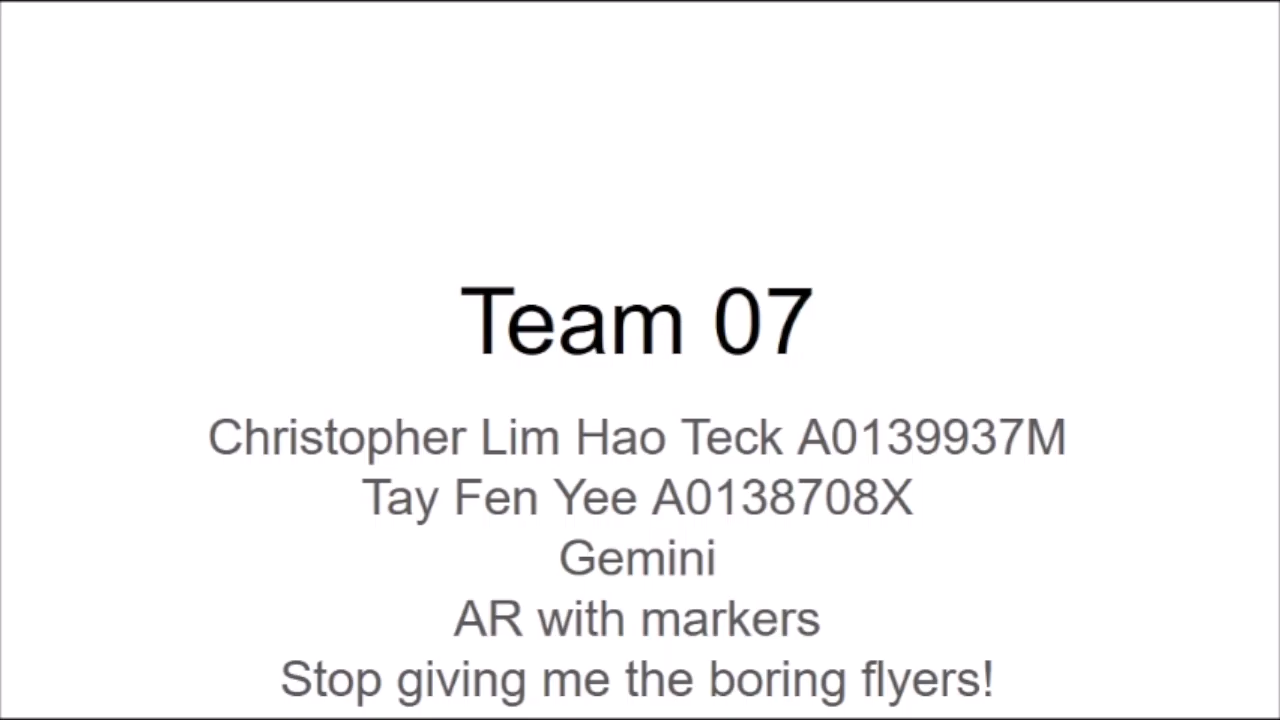 Team 07
Christopher Lim Hao Teck A0139937M
Tay Fen Yee A0138708X
Gemini
AR with markers
Stop giving me the boring flyers!